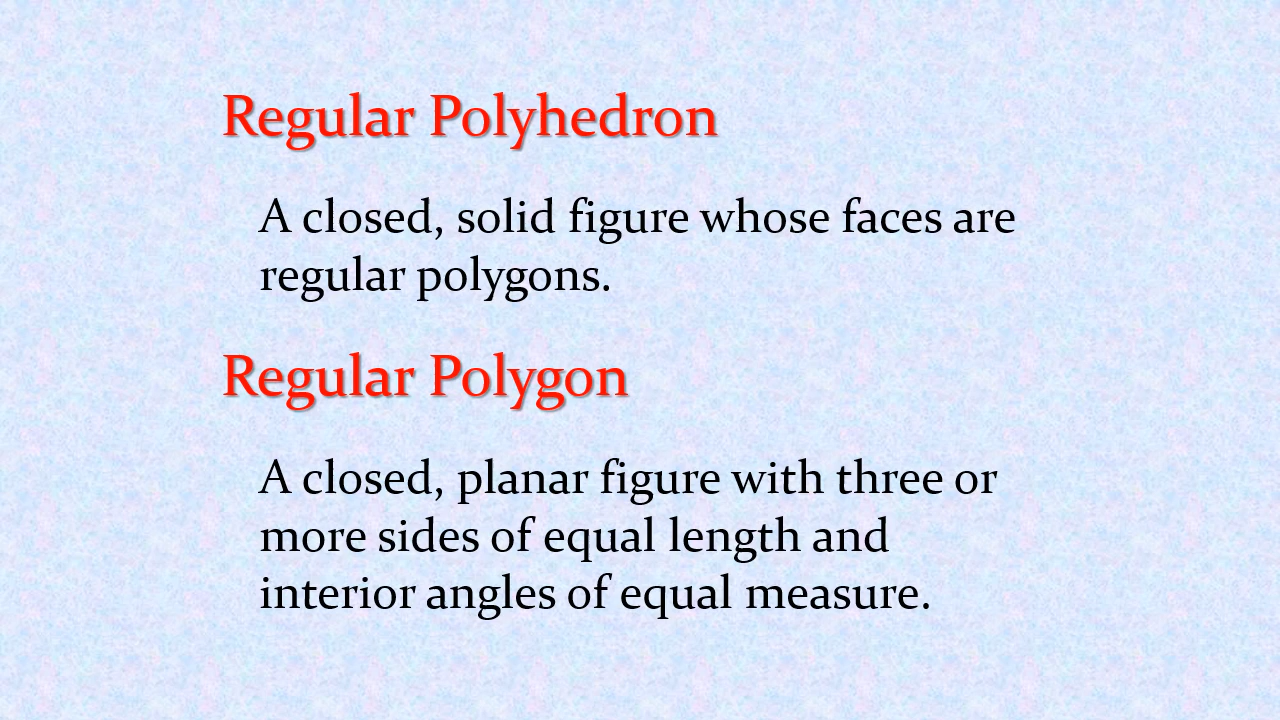 Regular Polyhedron
A closed, solid figure whose faces are
regular polygons.
Regular Polygon
A closed, planar figure with three or
more sides of equal length and
interior angles of equal measure.